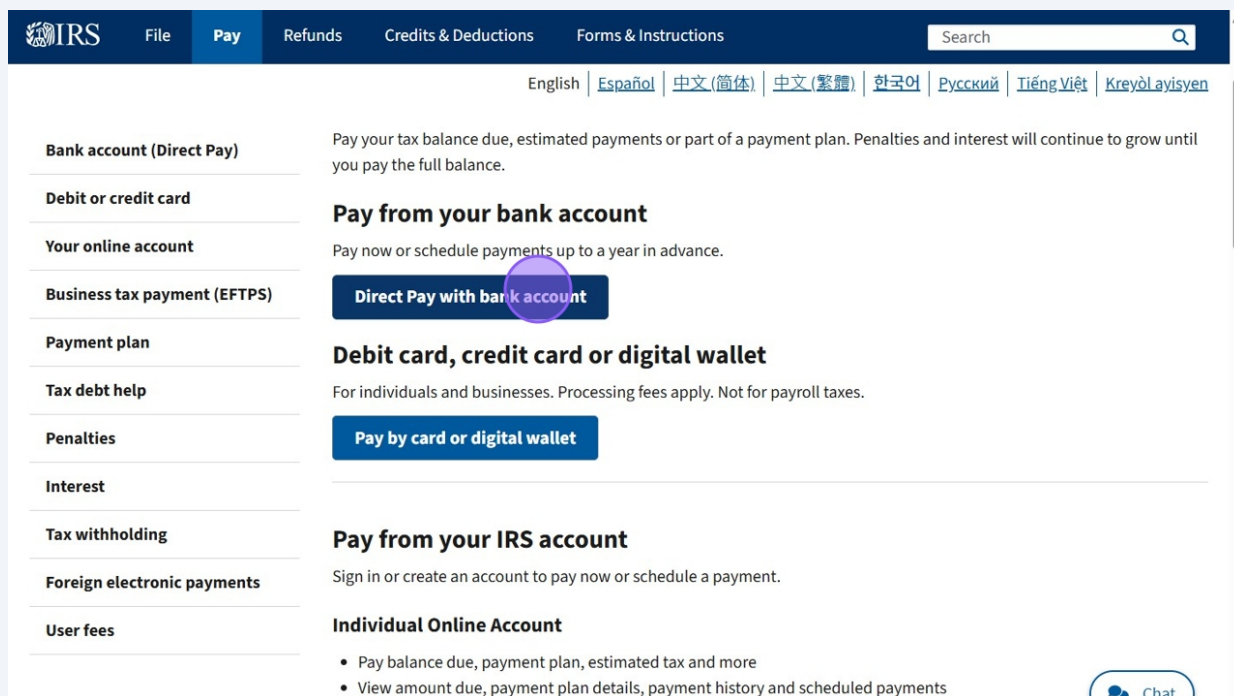 IRS File Pay Refunds Credits & Deductions Forms & Instructions Search
English Español 中文 (简体) 中文 (繁體) 한국어 Русский Tiếng Việt Kreyòl ayisyen
Bank account (Direct Pay)
Debit or credit card
Your online account
Business tax payment (EFTPS)
Payment plan
Tax debt help
Penalties
Interest
Tax withholding
Foreign electronic payments
User fees
Pay your tax balance due, estimated payments or part of a payment plan. Penalties and interest will continue to grow until
you pay the full balance.
Pay from your bank account
Pay now or schedule payments up to a year in advance.
Direct Pay with bank account
Debit card, credit card or digital wallet
For individuals and businesses. Processing fees apply. Not for payroll taxes.
Pay by card or digital wallet
Pay from your IRS account
Sign in or create an account to pay now or schedule a payment.
Individual Online Account
• Pay balance due, payment plan, estimated tax and more
• View amount due, payment plan details, payment history and scheduled payments
Chat